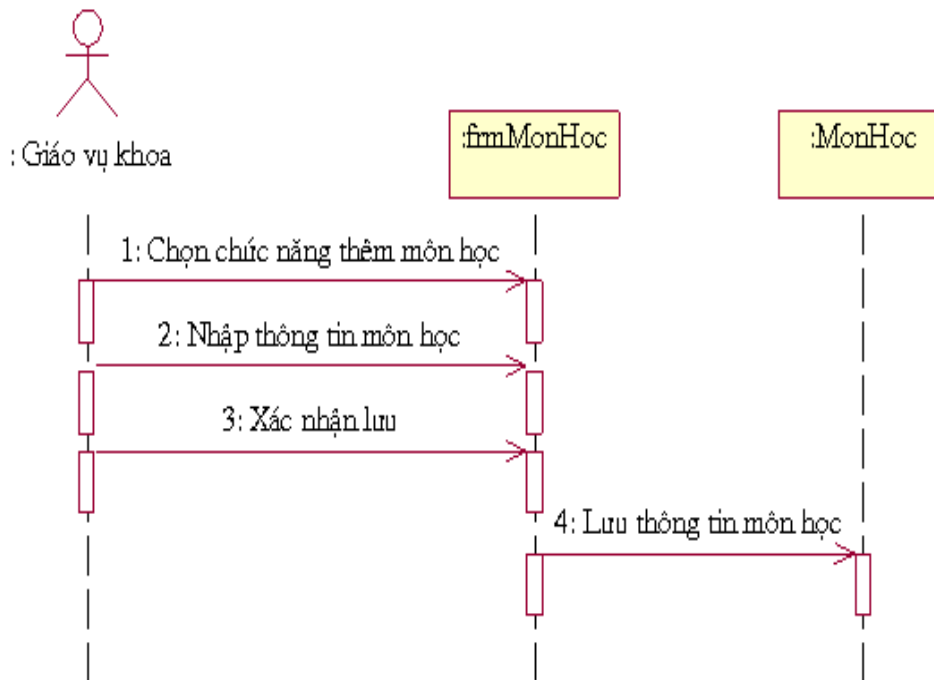 : Giáo vụ khoa
:frmMonHoc
:MonHoc
1: Chọn chức năng thêm môn học
2: Nhập thông tin môn học
3: Xác nhận lưu
4: Lưu thông tin môn học